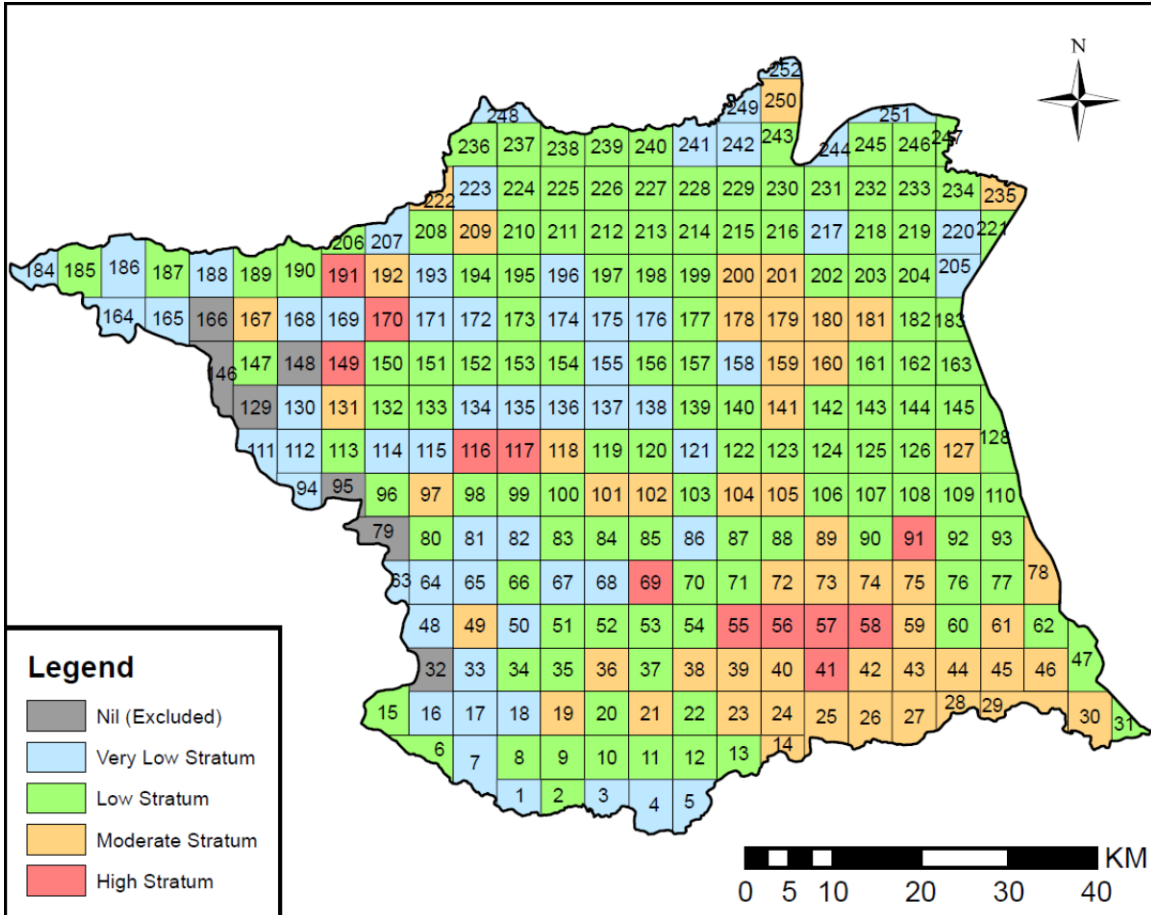 N
252
249 250
248 251
236 237 238 239 240 241 242 243 244 245 246 247
222 223 224 225 226 227 228 229 230 231 232 233 234 235
206 207 208 209 210 211 212 213 214 215 216 217 218 219 220 221
184 185 186 187 188 189 190 191 192 193 194 195 196 197 198 199 200 201 202 203 204 205
164 165 166 167 168 169 170 171 172 173 174 175 176 177 178 179 180 181 182 183
146 147 148 149 150 151 152 153 154 155 156 157 158 159 160 161 162 163
129 130 131 132 133 134 135 136 137 138 139 140 141 142 143 144 145
111 112 113 114 115 116 117 118 119 120 121 122 123 124 125 126 127 128
94 95 96 97 98 99 100 101 102 103 104 105 106 107 108 109 110
79 80 81 82 83 84 85 86 87 88 89 90 91 92 93
63 64 65 66 67 68 69 70 71 72 73 74 75 76 77 78
48 49 50 51 52 53 54 55 56 57 58 59 60 61 62
32 33 34 35 36 37 38 39 40 41 42 43 44 45 46 47
15 16 17 18 19 20 21 22 23 24 25 26 27 28 29 30 31
6 7 8 9 10 11 12 13 14
1 2 3 4 5
Legend
Nil (Excluded)
Very Low Stratum
Low Stratum
Moderate Stratum
High Stratum
KM
0 5 10 20 30 40